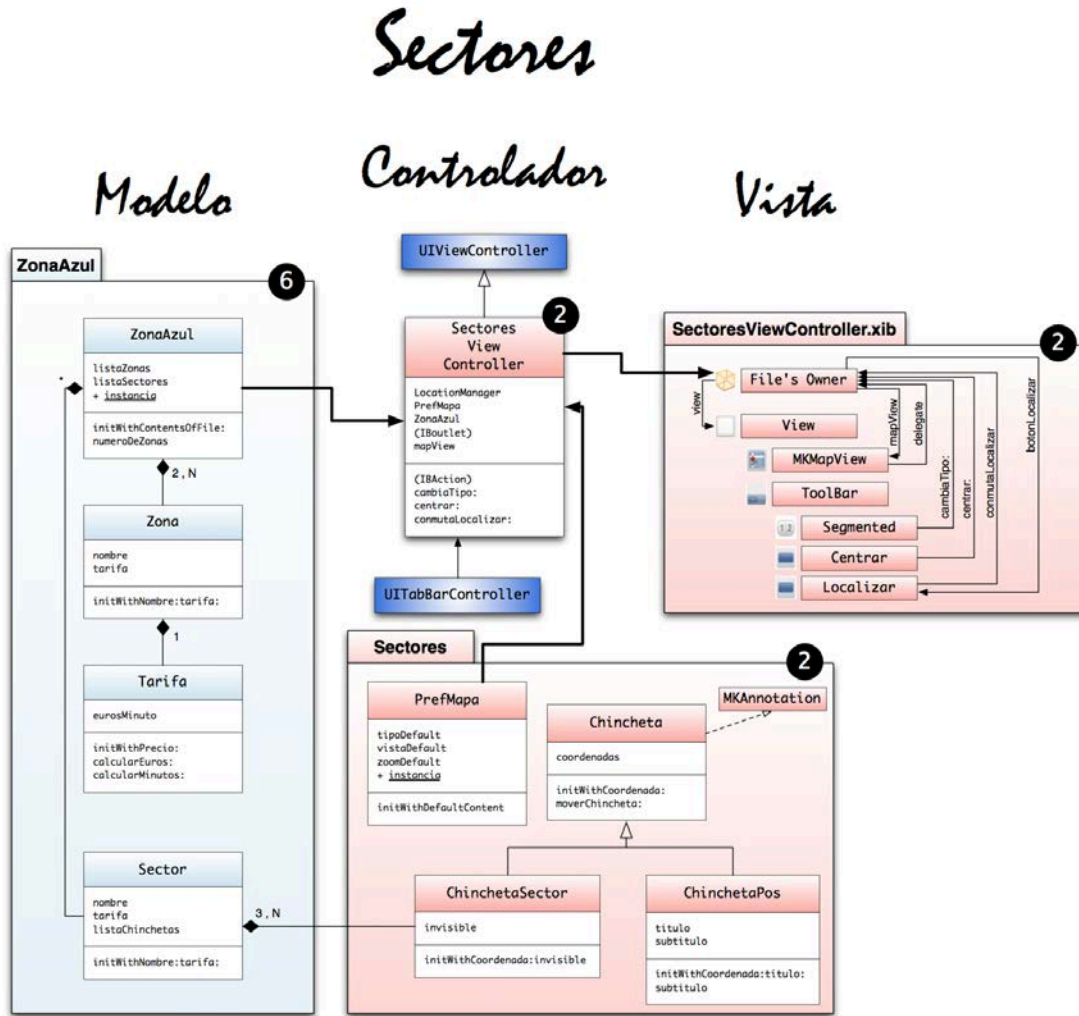 Sectores
Modelo
Controlador
Vista
ZonaAzul
6
ZonaAzul
listaZonas
listaSectores
+ instancia
initWithContentsOfFile:
numeroDeZonas
*
2,N
Zona
nombre
tarifa
initWithNombre:tarifa:
1
Tarifa
eurosMinuto
initWithPrecio:
calcularEuros:
calcularMinutos:
Sector
nombre
tarifa
listaChinchetas
initWithNombre:tarifa:
3,N
UIViewController
2
Sectores
View
Controller
LocationManager
PrefMapa
ZonaAzul
(IBoutlet)
mapView
(IBAction)
cambiaTipo:
centrar:
conmutaLocalizar:
UITabBarController
SectoresViewController.xib
2
File's Owner
view
View
MKMapView
ToolBar
1 2
Segmented
Centrar
Localizar
mapView
delegate
cambiaTipo:
centrar:
conmutaLocalizar
botonLocalizar
Sectores
2
PrefMapa
tipoDefault
vistaDefault
zoomDefault
+ instancia
initWithDefaultContent
MKAnnotation
Chincheta
coordenadas
initWithCoordenada:
moverChincheta:
ChinchetaSector
invisible
initWithCoordenada:invisible
ChinchetaPos
titulo
subtitulo
initWithCoordenada:titulo:
subtitulo